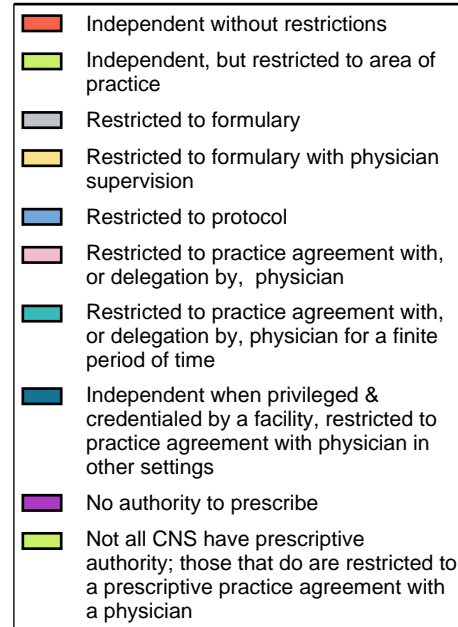 Independent without restrictions
Independent, but restricted to area of
practice
Restricted to formulary
Restricted to formulary with physician
supervision
Restricted to protocol
Restricted to practice agreement with,
or delegation by,  physician
Restricted to practice agreement with,
or delegation by, physician for a finite
period of time
Independent when privileged &
credentialed by a facility, restricted to
practice agreement with physician in
other settings
No authority to prescribe
Not all CNS have prescriptive
authority; those that do are restricted to
a prescriptive practice agreement with
a physician